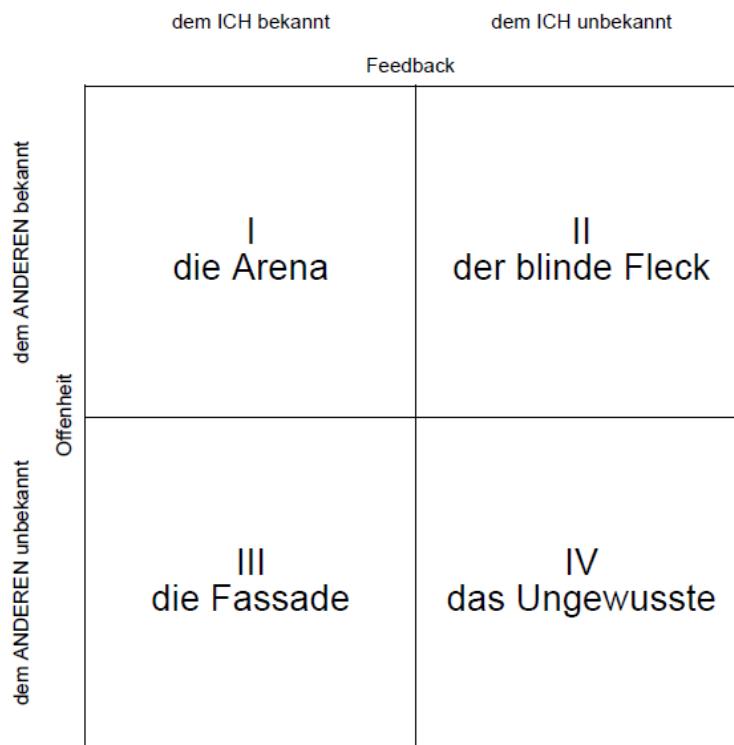 dem ICH bekannt
dem ICH unbekannt
Feedback
dem ANDEREN bekannt
I
die Arena
II
der blinde Fleck
Offenheit
dem ANDEREN unbekannt
III
die Fassade
IV
das Ungewusste